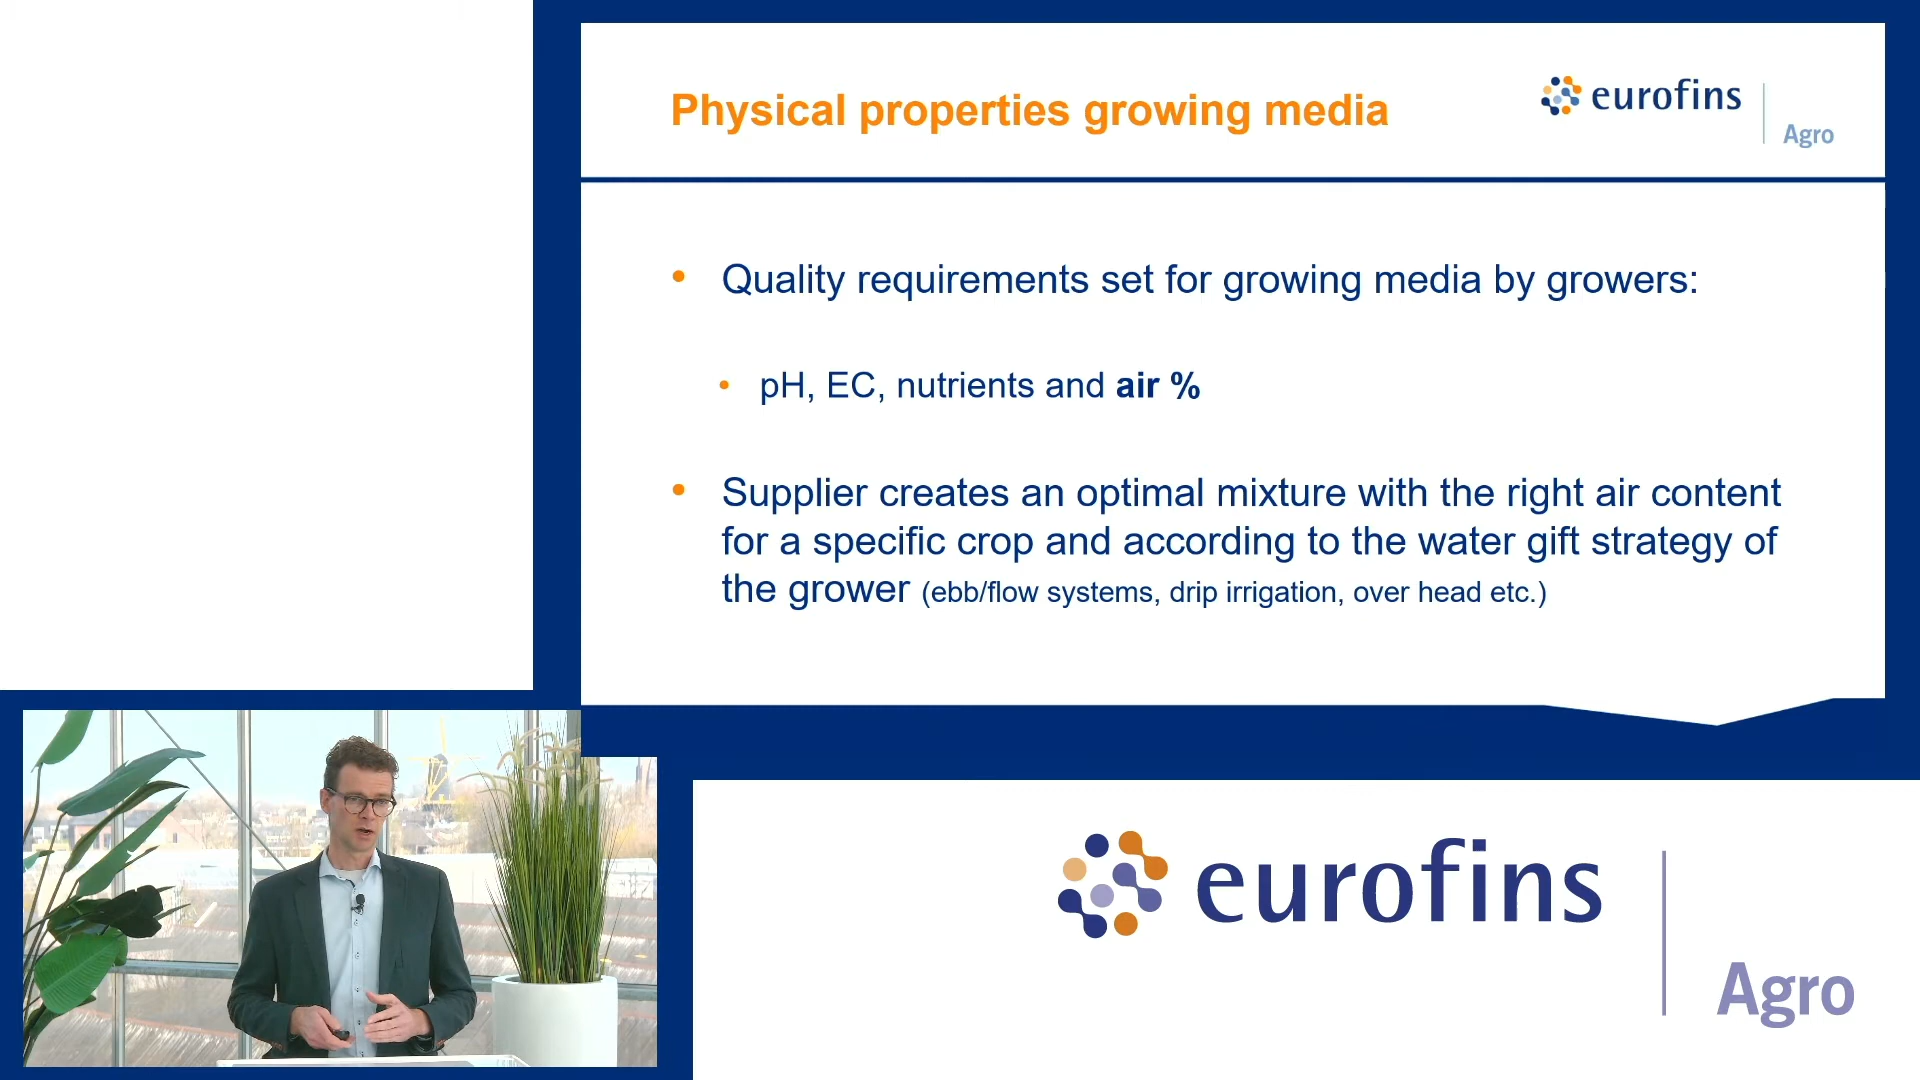 Physical properties growing media
eurofins
Agro
• Quality requirements set for growing media by growers:
• pH, EC, nutrients and air %
• Supplier creates an optimal mixture with the right air content
for a specific crop and according to the water gift strategy of
the grower (ebb/flow systems, drip irrigation, over head etc.)
eurofins
Agro